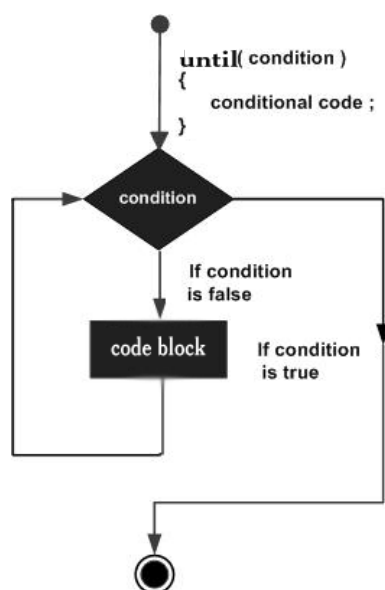 until( condition )
{
conditional code ;
}
condition
If condition
is false
code block
If condition
is true